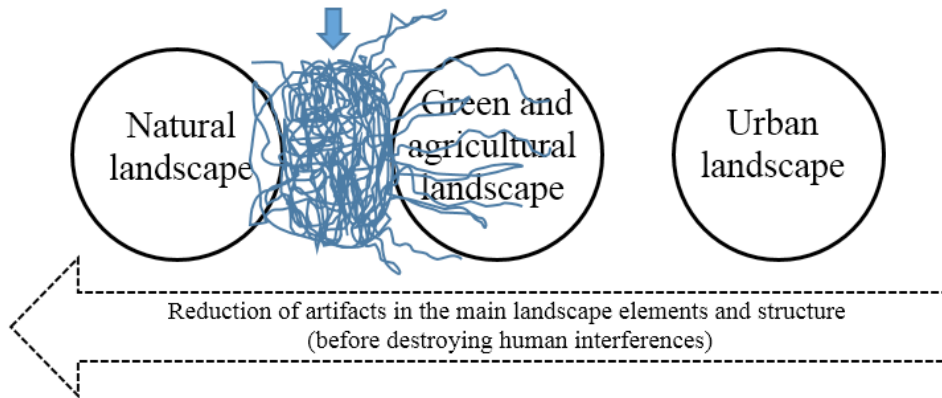 Natural
landscape
Green and
agricultural
landscape
Urban
landscape
Reduction of artifacts in the main landscape elements and structure
(before destroying human interferences)